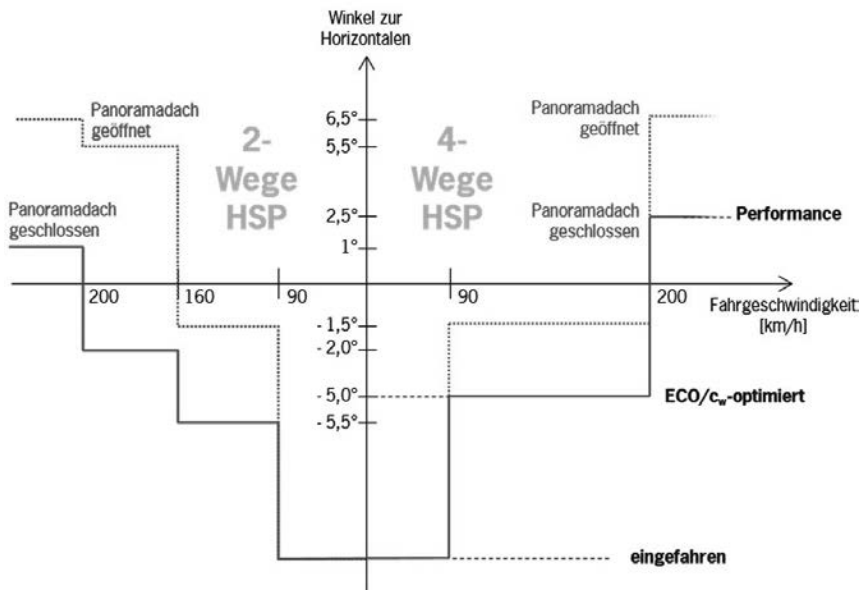 Winkel zur
Horizontalen
Panoramadach
geöffnet
2-
Wege
HSP
4-
Wege
HSP
Panoramadach
geöffnet
6,5°
5,5°
Panoramadach
geschlossen
2,5°
1°
Panoramadach
geschlossen
Performance
200
160
90
90
200
Fahrgeschwindigkeit:
[km/h]
- 1,5°
- 2,0°
- 5,0°
- 5,5°
ECO/cw-optimiert
eingefahren